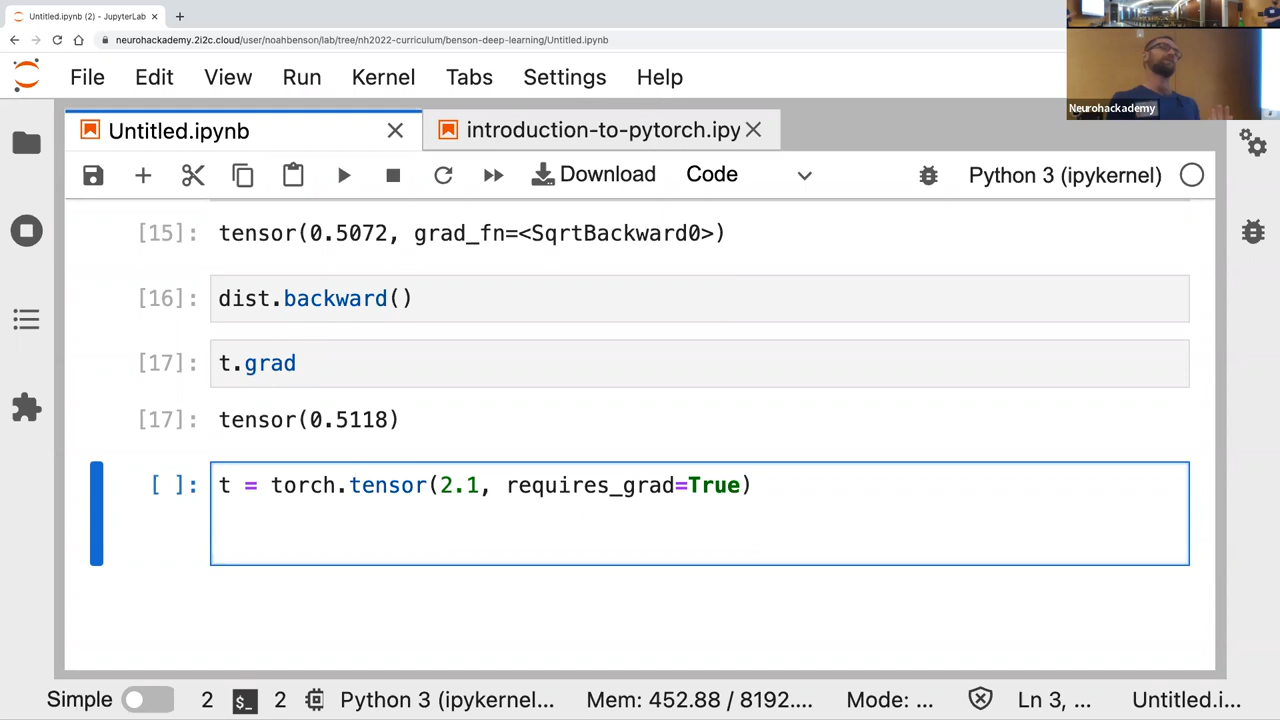 Untitled.ipynb (2) - JupyterLab
neurohackademy.2i2c.cloud/user/noahbenson/lab/tree/nh2022-curriculum/benson-deep-learning/Untitled.ipynb
Neurohackademy
File Edit View Run Kernel Tabs Settings Help
Untitled.ipynb
introduction-to-pytorch.ipy
Download Code Python 3 (ipykernel)
[15]: tensor(0.5072, grad_fn=<SqrtBackward0>)
[16]: dist.backward()
[17]: t.grad
[17]: tensor(0.5118)
[ ]: t = torch.tensor(2.1, requires_grad=True)
Simple 2 $_ 2 Python 3 (ipykernel... Mem: 452.88 / 8192.... Mode: ... Ln 3, ... Untitled.i...